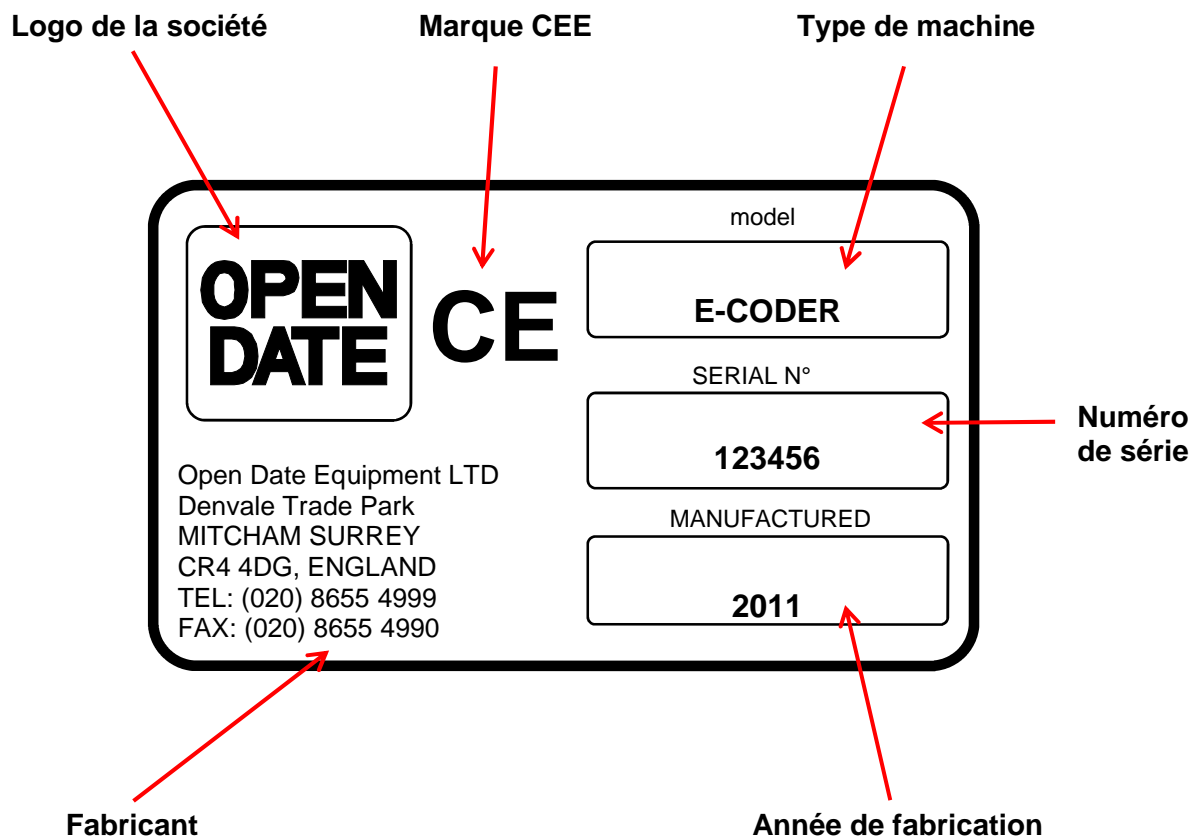 Logo de la société
Marque CEE
Type de machine
model
OPEN
DATE
CE
E-CODER
SERIAL N°
123456
Numéro
de série
Open Date Equipment LTD
Denvale Trade Park
MITCHAM SURREY
CR4 4DG, ENGLAND
TEL: (020) 8655 4999
FAX: (020) 8655 4990
MANUFACTURED
2011
Fabricant
Année de fabrication